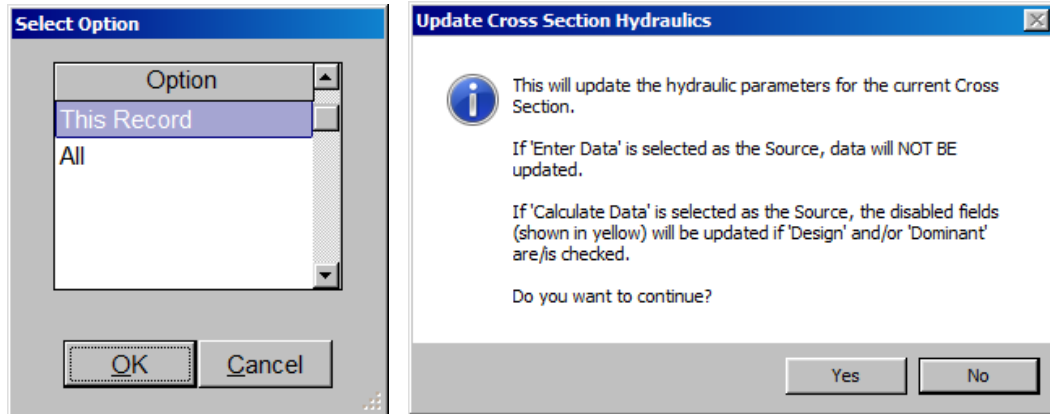 Select Option
Option
This Record
All
OK
Cancel
Update Cross Section Hydraulics
This will update the hydraulic parameters for the current Cross
Section.
If 'Enter Data' is selected as the Source, data will NOT BE
updated.
If 'Calculate Data' is selected as the Source, the disabled fields
(shown in yellow) will be updated if 'Design' and/or 'Dominant'
are/is checked.
Do you want to continue?
Yes
No